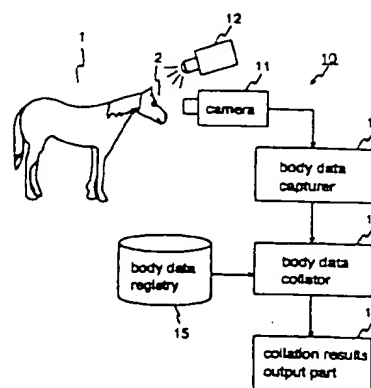 12
1
2
11
10
camera
body data
capturer
body data
registry
body data
collator
15
collation results
output part